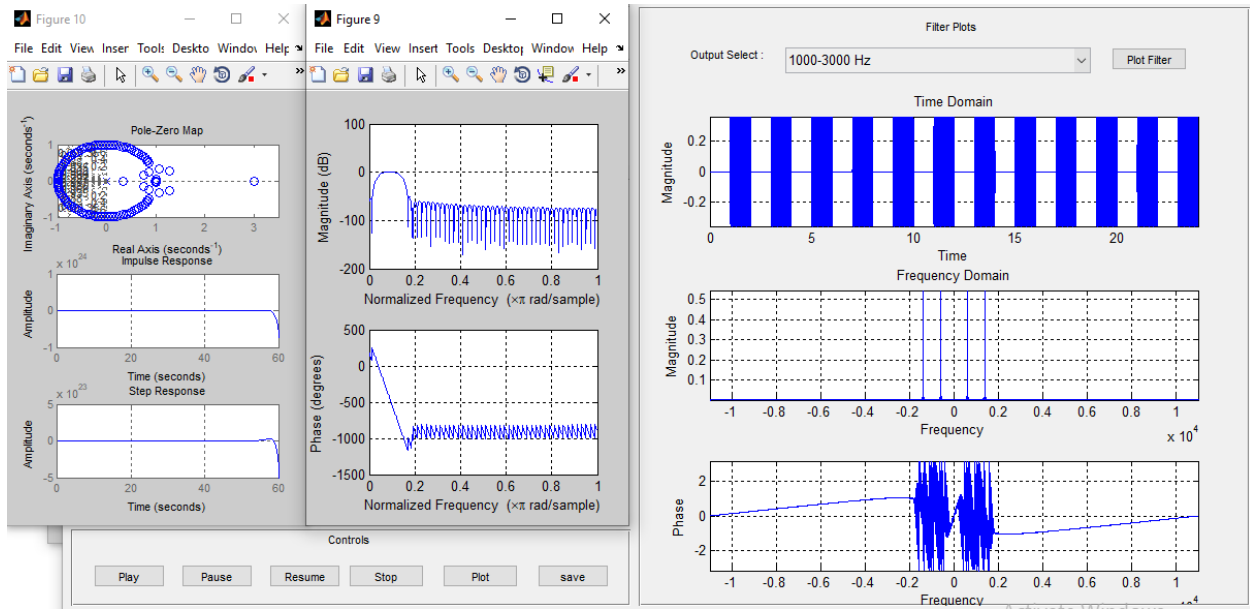 Figure 10
File Edit View Inser Tools Deskto Window Help
Pole-Zero Map
Imaginary Axis (seconds-1)
1
0
-1
-1 0 1 2 3
Real Axis (seconds-1)
Impulse Response
x 10^24
Amplitude
1
0
-1
0 20 40 60
Time (seconds)
Step Response
x 10^23
Amplitude
5
0
-5
0 20 40 60
Time (seconds)
Figure 9
File Edit View Insert Tools Desktop Window Help
Magnitude (dB)
100
0
-100
-200
0 0.2 0.4 0.6 0.8 1
Normalized Frequency (×π rad/sample)
Phase (degrees)
500
0
-500
-1000
-1500
0 0.2 0.4 0.6 0.8 1
Normalized Frequency (×π rad/sample)
Filter Plots
Output Select : 1000-3000 Hz Plot Filter
Time Domain
Magnitude
0.2
0
-0.2
0 5 10 15 20
Time
Frequency Domain
Magnitude
0.5
0.4
0.3
0.2
0.1
-1 -0.8 -0.6 -0.4 -0.2 0 0.2 0.4 0.6 0.8 1
Frequency
x 10^4
Phase
2
0
-2
-1 -0.8 -0.6 -0.4 -0.2 0 0.2 0.4 0.6 0.8 1
Frequency
Controls
Play Pause Resume Stop Plot save